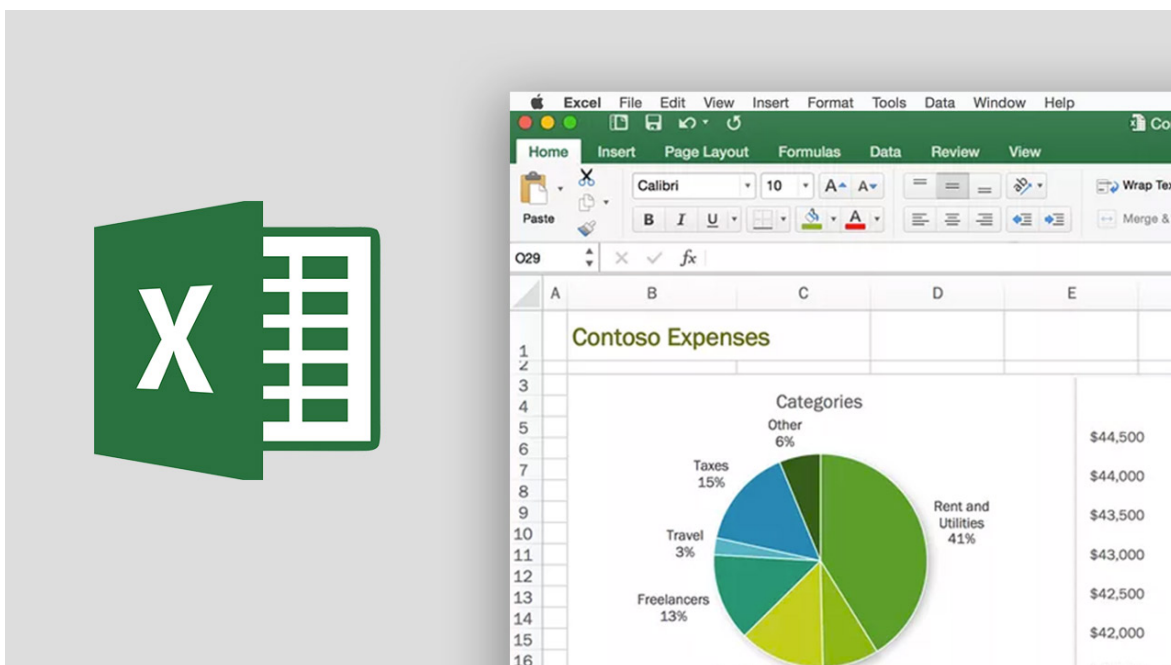 X
Excel File Edit View Insert Format Tools Data Window Help
Co
Home Insert Page Layout Formulas Data Review View
Calibri 10 A A Wrap Tex
Paste B I U A Merge &
O29 fx
A B C D E
1 Contoso Expenses
2
3
4 Categories
5 Other $44,500
6 6%
7 Taxes $44,000
8 15%
9 Rent and $43,500
10 Travel Utilities
11 3% 41% $43,000
12
13 Freelancers $42,500
14 13%
15 $42,000
16